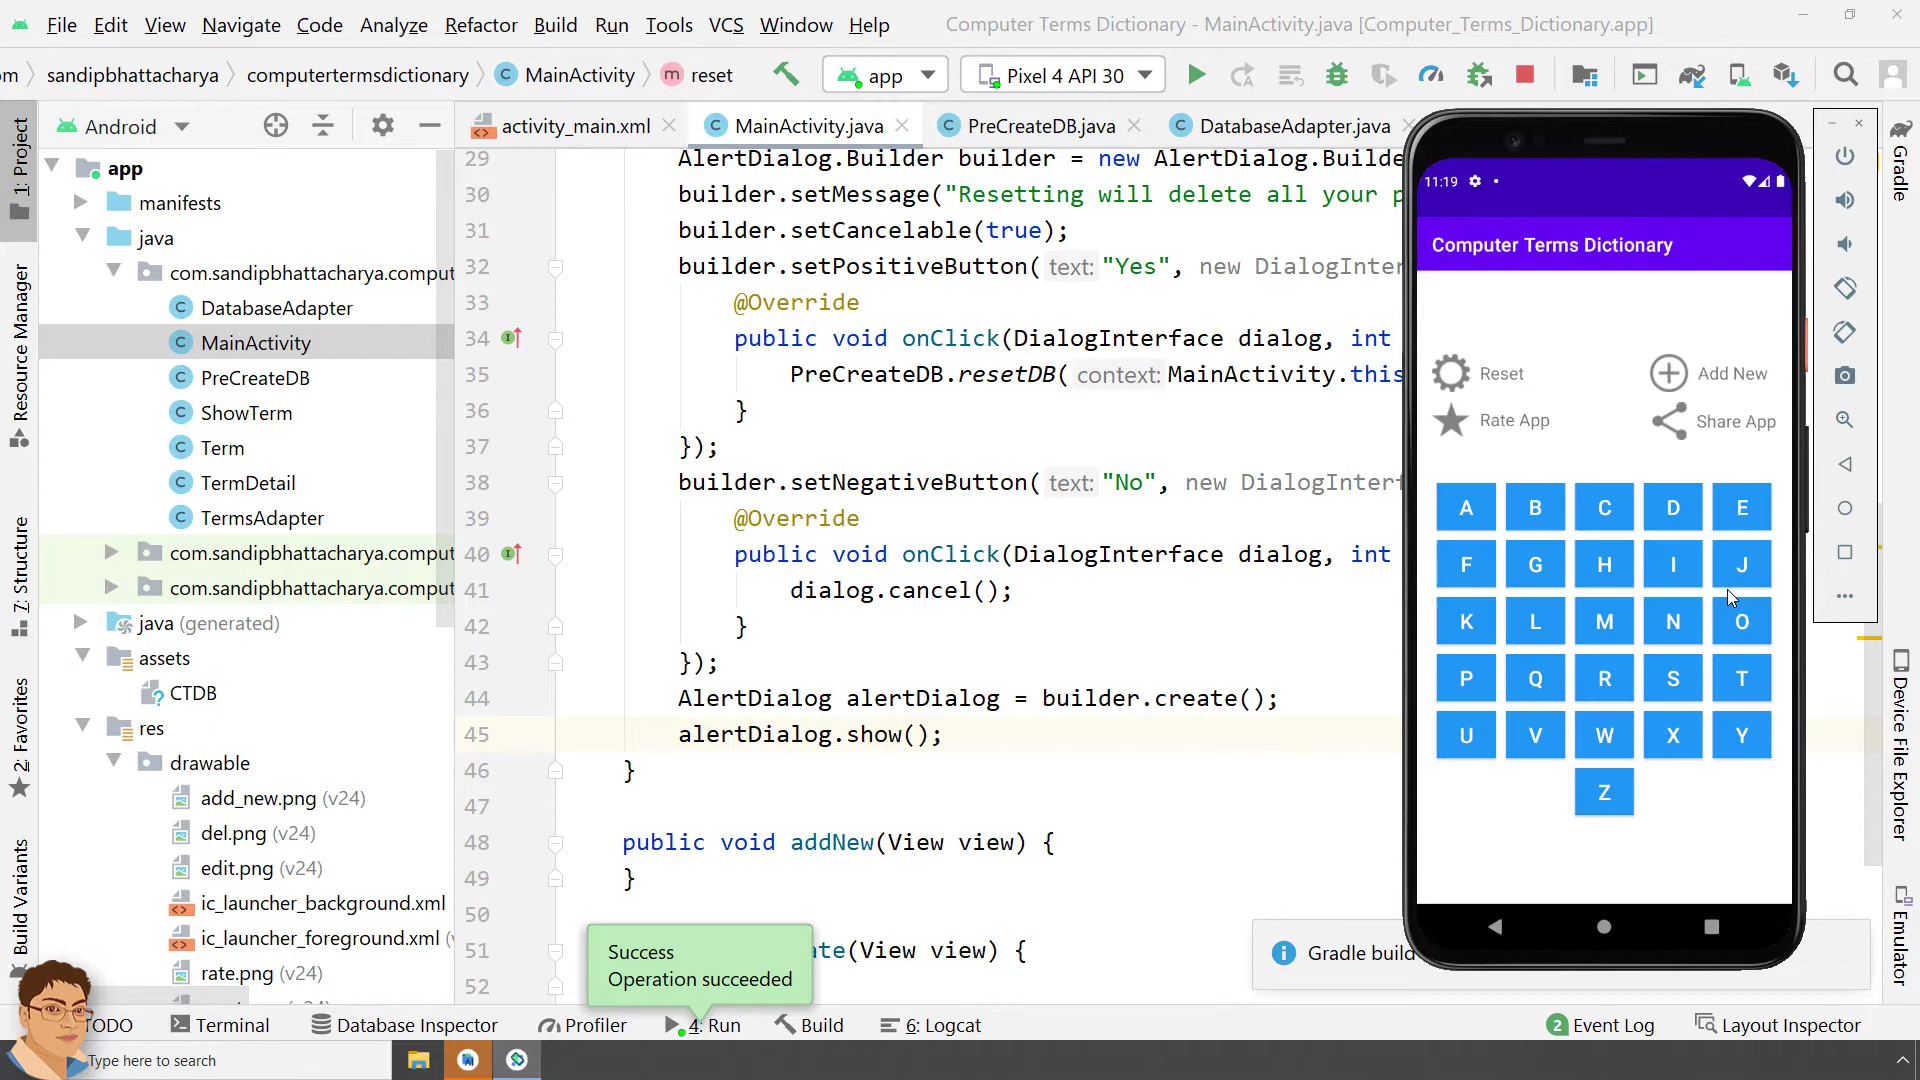 File Edit View Navigate Code Analyze Refactor Build Run Tools VCS Window Help Computer Terms Dictionary - MainActivity.java [Computer_Terms_Dictionary.app]
sandipbhattacharya computertermsdictionary MainActivity reset app Pixel 4 API 30
Android activity_main.xml MainActivity.java PreCreateDB.java DatabaseAdapter.java
1: Project
Resource Manager
7: Structure
2: Favorites
Build Variants
app
manifests
java
com.sandipbhattacharya.comput
DatabaseAdapter
MainActivity
PreCreateDB
ShowTerm
Term
TermDetail
TermsAdapter
com.sandipbhattacharya.comput
com.sandipbhattacharya.comput
java (generated)
assets
CTDB
res
drawable
add_new.png (v24)
del.png (v24)
edit.png (v24)
ic_launcher_background.xml
ic_launcher_foreground.xml (
rate.png (v24)
29 AlertDialog.Builder builder = new AlertDialog.Builde
30 builder.setMessage("Resetting will delete all your p
31 builder.setCancelable(true);
32 builder.setPositiveButton( text: "Yes", new DialogInter
33 @Override
34 public void onClick(DialogInterface dialog, int
35 PreCreateDB.resetDB( context: MainActivity.this
36 }
37 });
38 builder.setNegativeButton( text: "No", new DialogInter
39 @Override
40 public void onClick(DialogInterface dialog, int
41 dialog.cancel();
42 }
43 });
44 AlertDialog alertDialog = builder.create();
45 alertDialog.show();
46 }
47
48 public void addNew(View view) {
49 }
50
51 ate(View view) {
52
Success
Operation succeeded
Gradle build
11:19
Computer Terms Dictionary
Reset Add New
Rate App Share App
A B C D E
F G H I J
K L M N O
P Q R S T
U V W X Y
Z
Gradle
Device File Explorer
Emulator
TODO Terminal Database Inspector Profiler 4: Run Build 6: Logcat 2 Event Log Layout Inspector
Type here to search